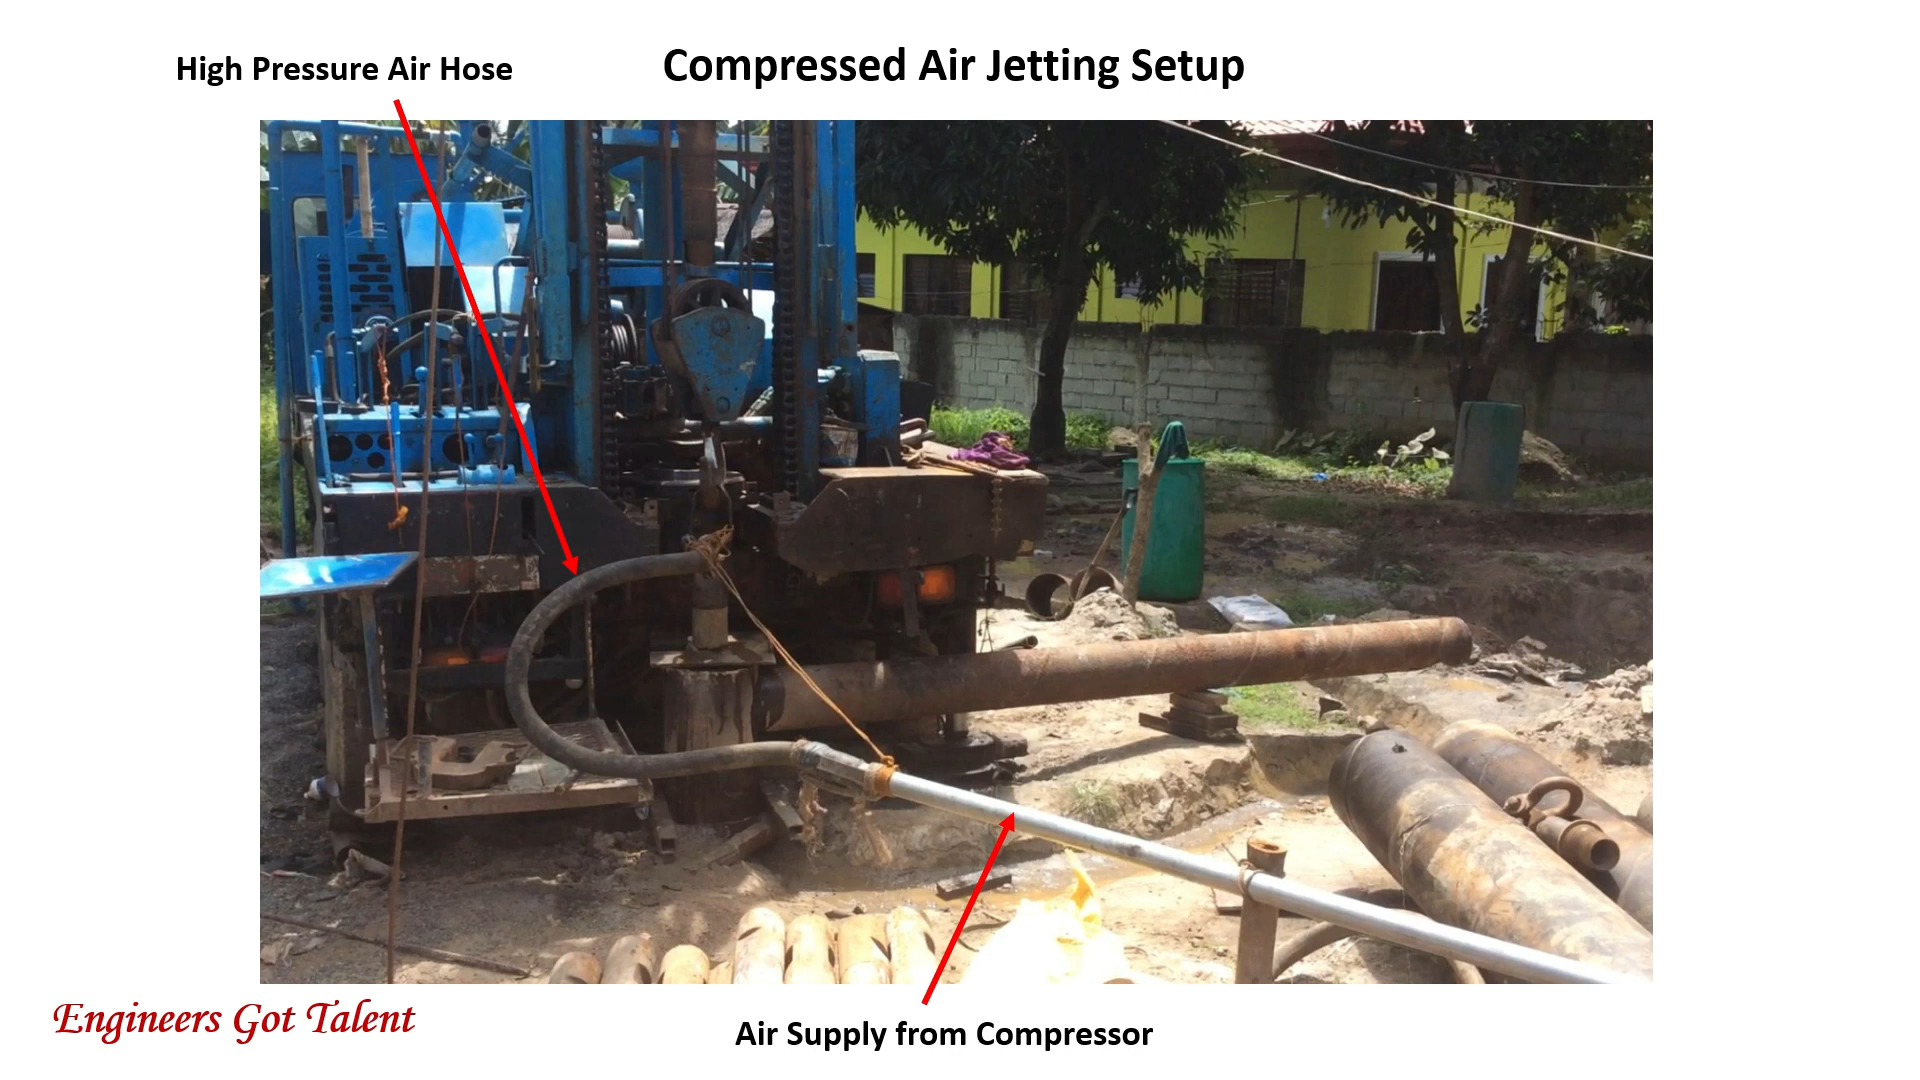 High Pressure Air Hose
Compressed Air Jetting Setup
Engineers Got Talent
Air Supply from Compressor